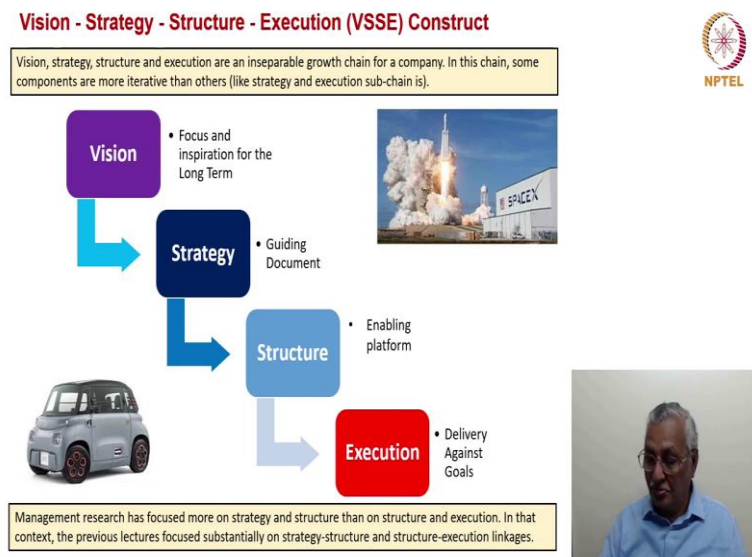 Vision - Strategy - Structure - Execution (VSSE) Construct
NPTEL
Vision, strategy, structure and execution are an inseparable growth chain for a company. In this chain, some
components are more iterative than others (like strategy and execution sub-chain is).
Vision
• Focus and
inspiration for the
Long Term
SPACEX
Strategy
• Guiding
Document
Structure
• Enabling
platform
Execution
• Delivery
Against
Goals
Management research has focused more on strategy and structure than on structure and execution. In that
context, the previous lectures focused substantially on strategy-structure and structure-execution linkages.